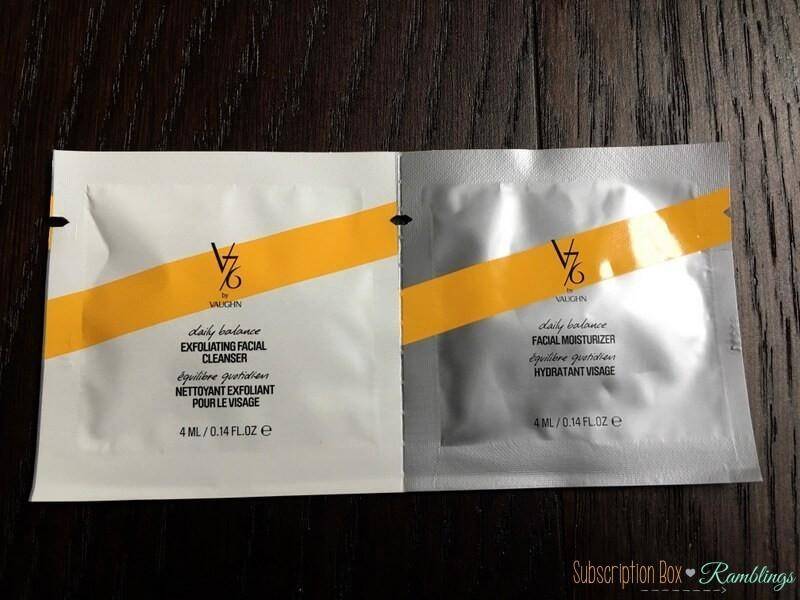 V76
by
VAUGHN
daily balance
EXFOLIATING FACIAL
CLEANSER
équilibre quotidien
NETTOYANT EXFOLIANT
POUR LE VISAGE
4 ML / 0.14 FL.OZ ℮
V76
by
VAUGHN
daily balance
FACIAL MOISTURIZER
équilibre quotidien
HYDRATANT VISAGE
4 ML / 0.14 FL.OZ ℮
Subscription Box ♥ Ramblings